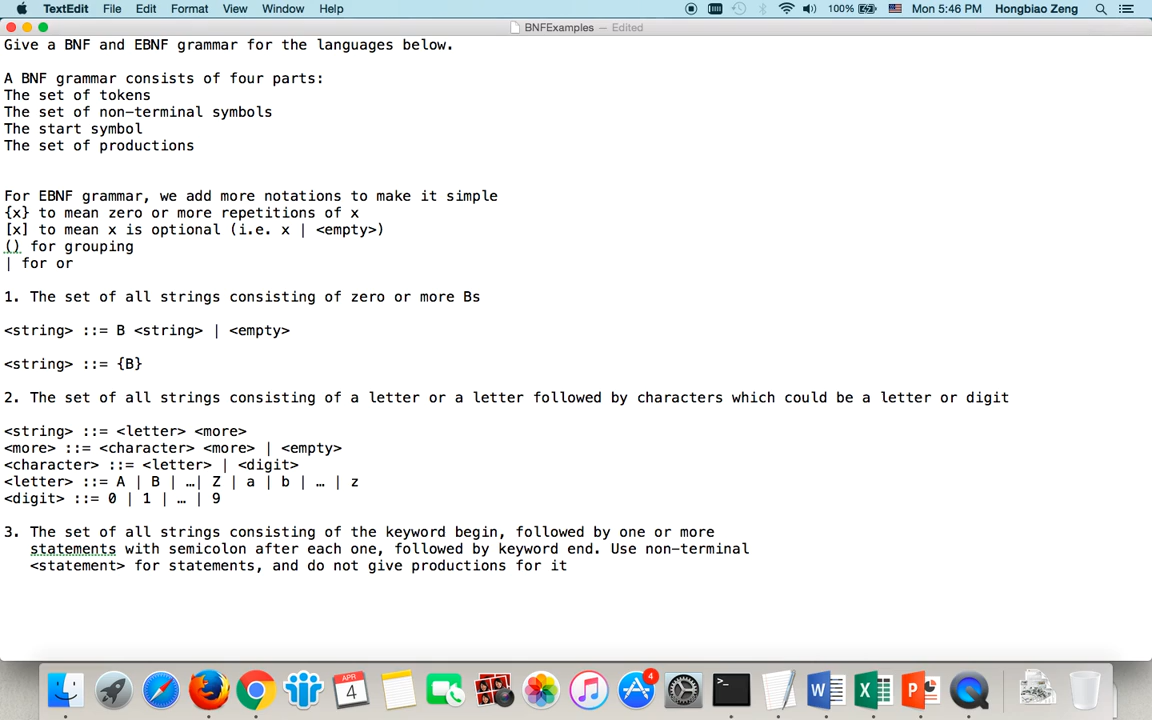 TextEdit File Edit Format View Window Help 100% Mon 5:46 PM Hongbiao Zeng
BNFExamples — Edited
Give a BNF and EBNF grammar for the languages below.
A BNF grammar consists of four parts:
The set of tokens
The set of non-terminal symbols
The start symbol
The set of productions
For EBNF grammar, we add more notations to make it simple
{x} to mean zero or more repetitions of x
[x] to mean x is optional (i.e. x | <empty>)
() for grouping
| for or
1. The set of all strings consisting of zero or more Bs
<string> ::= B <string> | <empty>
<string> ::= {B}
2. The set of all strings consisting of a letter or a letter followed by characters which could be a letter or digit
<string> ::= <letter> <more>
<more> ::= <character> <more> | <empty>
<character> ::= <letter> | <digit>
<letter> ::= A | B | …| Z | a | b | … | z
<digit> ::= 0 | 1 | … | 9
3. The set of all strings consisting of the keyword begin, followed by one or more
statements with semicolon after each one, followed by keyword end. Use non-terminal
<statement> for statements, and do not give productions for it
APR
4
4
>_
W
X
P